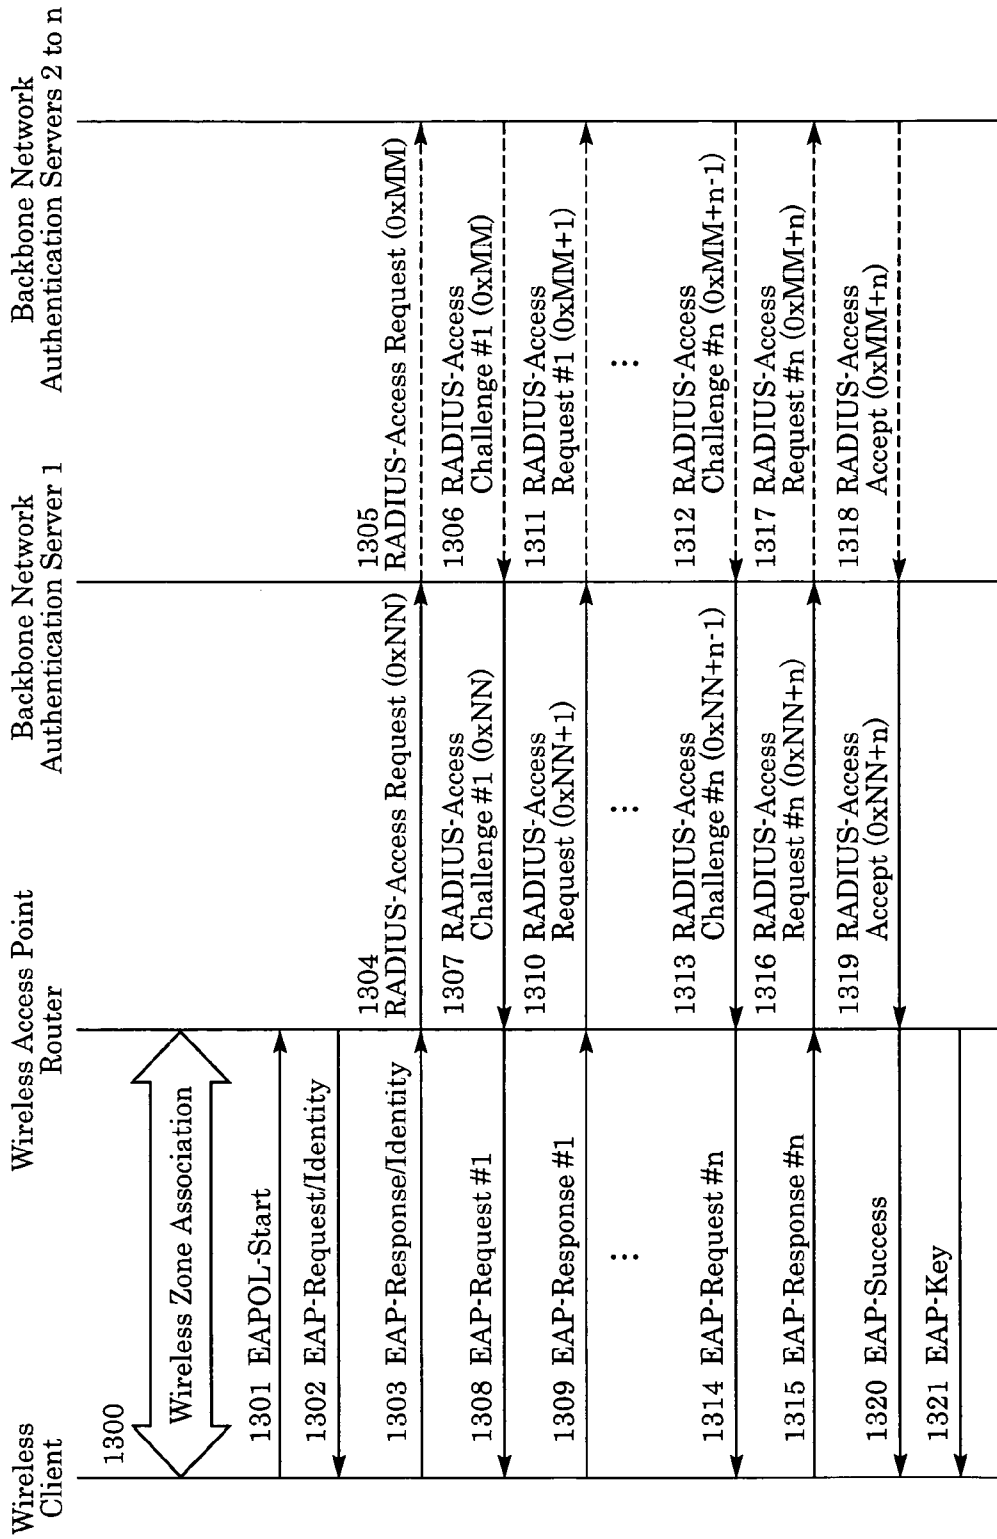 Wireless
Client
Wireless Access Point
Router
Backbone Network
Authentication Server 1
Backbone Network
Authentication Servers 2 to n
1300
Wireless Zone Association
1301 EAPOL-Start
1302 EAP-Request/Identity
1303 EAP-Response/Identity
1304
RADIUS-Access Request (0xNN)
1305
RADIUS-Access Request (0xMM)
1306 RADIUS-Access
Challenge #1 (0xMM)
1307 RADIUS-Access
Challenge #1 (0xNN)
1308 EAP-Request #1
1309 EAP-Response #1
1310 RADIUS-Access
Request (0xNN+1)
1311 RADIUS-Access
Request #1 (0xMM+1)
...
...
...
1312 RADIUS-Access
Challenge #n (0xMM+n-1)
1313 RADIUS-Access
Challenge #n (0xNN+n-1)
1314 EAP-Request #n
1315 EAP-Response #n
1316 RADIUS-Access
Request #n (0xNN+n)
1317 RADIUS-Access
Request #n (0xMM+n)
1318 RADIUS-Access
Accept (0xMM+n)
1319 RADIUS-Access
Accept (0xNN+n)
1320 EAP-Success
1321 EAP-Key